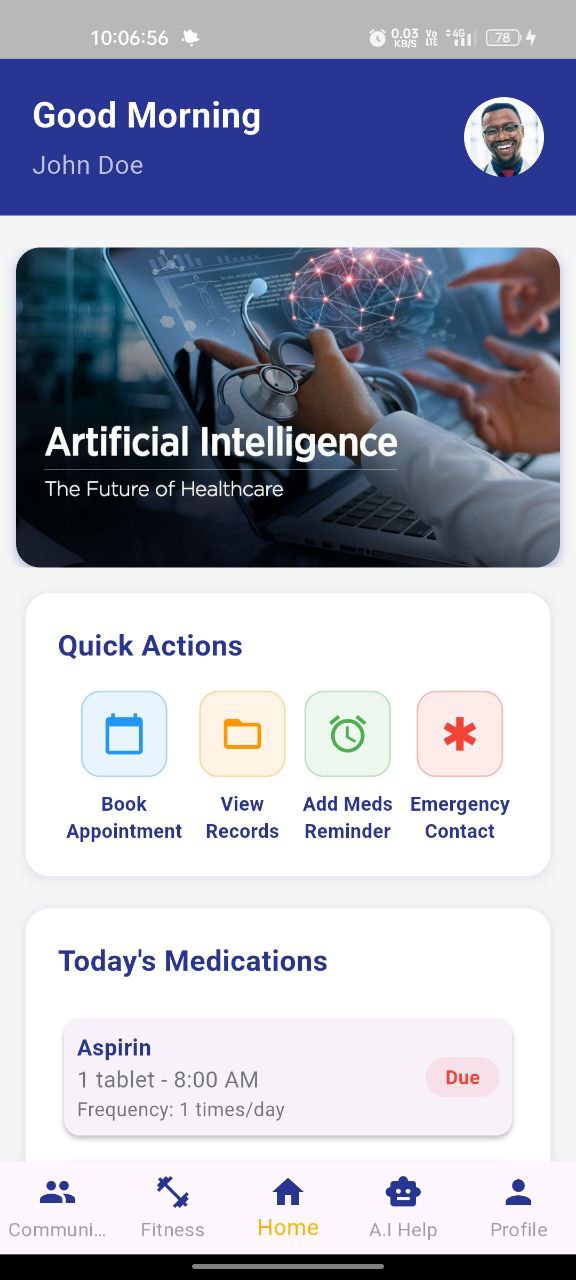 10:06:56
0.03
KB/S
Vo
LTE
4G
78
Good Morning
John Doe
Artificial Intelligence
The Future of Healthcare
Quick Actions
Book
Appointment
View
Records
Add Meds
Reminder
Emergency
Contact
Today's Medications
Aspirin
1 tablet - 8:00 AM
Due
Frequency: 1 times/day
Communi...
Fitness
Home
A.I Help
Profile